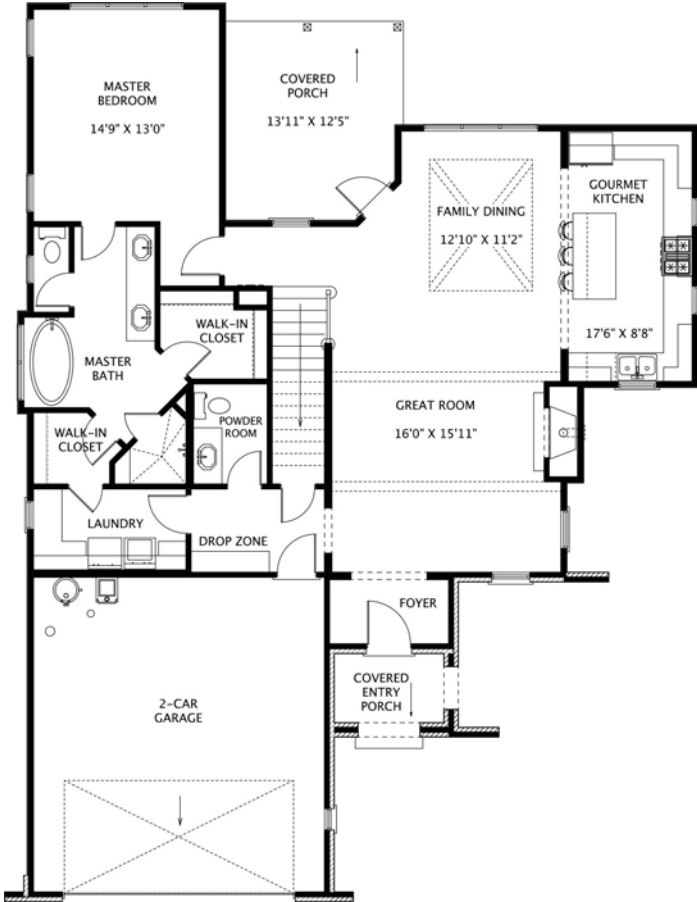 MASTER
BEDROOM
14'9" X 13'0"
COVERED
PORCH
13'11" X 12'5"
FAMILY DINING
12'10" X 11'2"
GOURMET
KITCHEN
17'6" X 8'8"
WALK-IN
CLOSET
MASTER
BATH
WALK-IN
CLOSET
POWDER
ROOM
GREAT ROOM
16'0" X 15'11"
LAUNDRY
DROP ZONE
FOYER
COVERED
ENTRY
PORCH
2-CAR
GARAGE